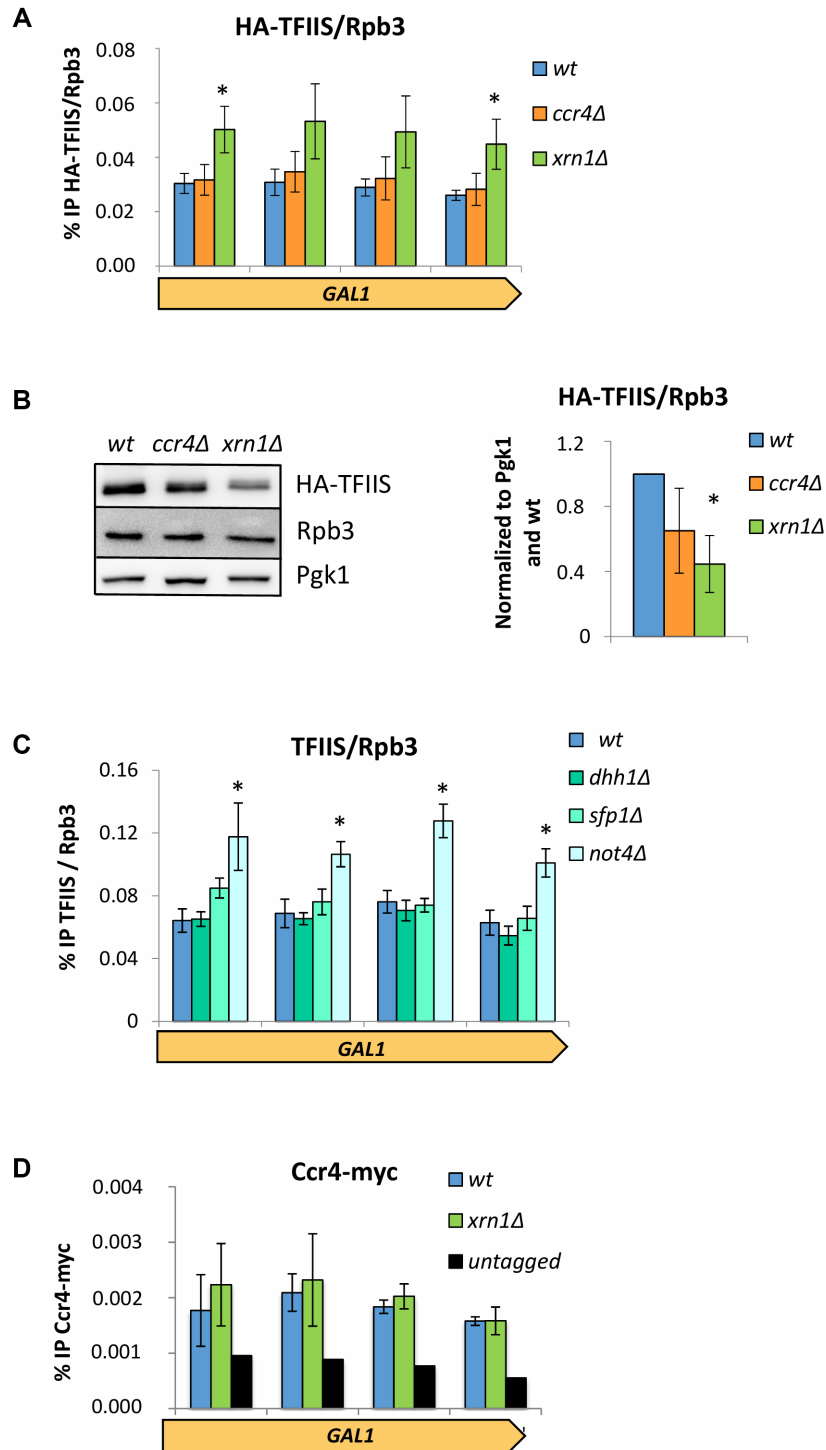 A
HA-TFIIS/Rpb3
% IP HA-TFIIS/Rpb3
0.08
0.06
0.04
0.02
0.00
*
*
wt
ccr4Δ
xrn1Δ
GAL1
B
wt ccr4Δ xrn1Δ
HA-TFIIS
Rpb3
Pgk1
HA-TFIIS/Rpb3
Normalized to Pgk1
and wt
1.2
0.8
0.4
0
*
wt
ccr4Δ
xrn1Δ
C
TFIIS/Rpb3
% IP TFIIS / Rpb3
0.16
0.12
0.08
0.04
0
*
*
*
*
wt
dhh1Δ
sfp1Δ
not4Δ
GAL1
D
Ccr4-myc
% IP Ccr4-myc
0.004
0.003
0.002
0.001
0.000
wt
xrn1Δ
untagged
GAL1